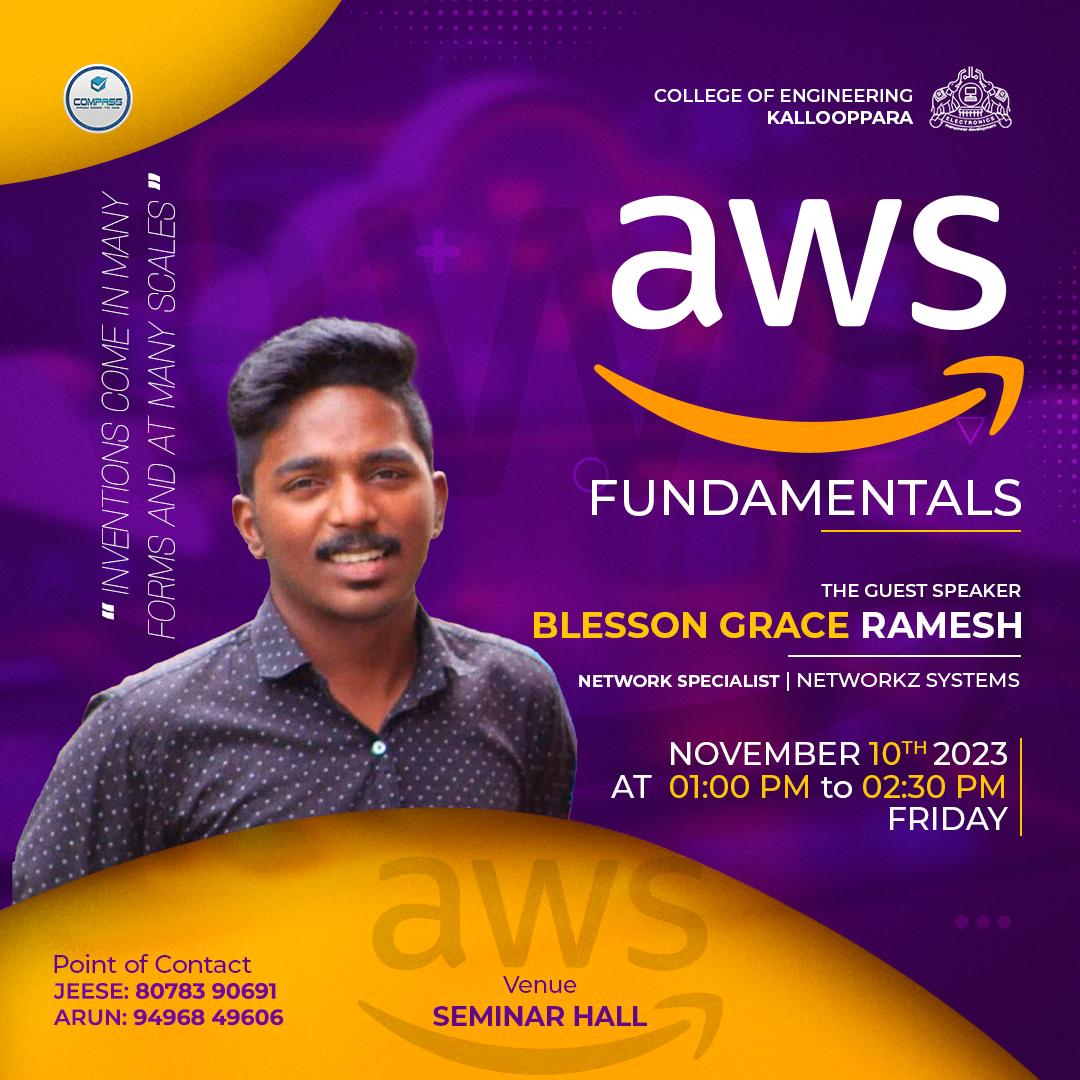 COMPASS
COLLEGE OF ENGINEERING
KALLOOPPARA
ELECTRONICS
“ INVENTIONS COME IN MANY
FORMS AND AT MANY SCALES ”
aws
FUNDAMENTALS
THE GUEST SPEAKER
BLESSON GRACE RAMESH
NETWORK SPECIALIST | NETWORKZ SYSTEMS
NOVEMBER 10TH 2023
AT 01:00 PM to 02:30 PM
FRIDAY
aws
Point of Contact
JEESE: 80783 90691
ARUN: 94968 49606
Venue
SEMINAR HALL